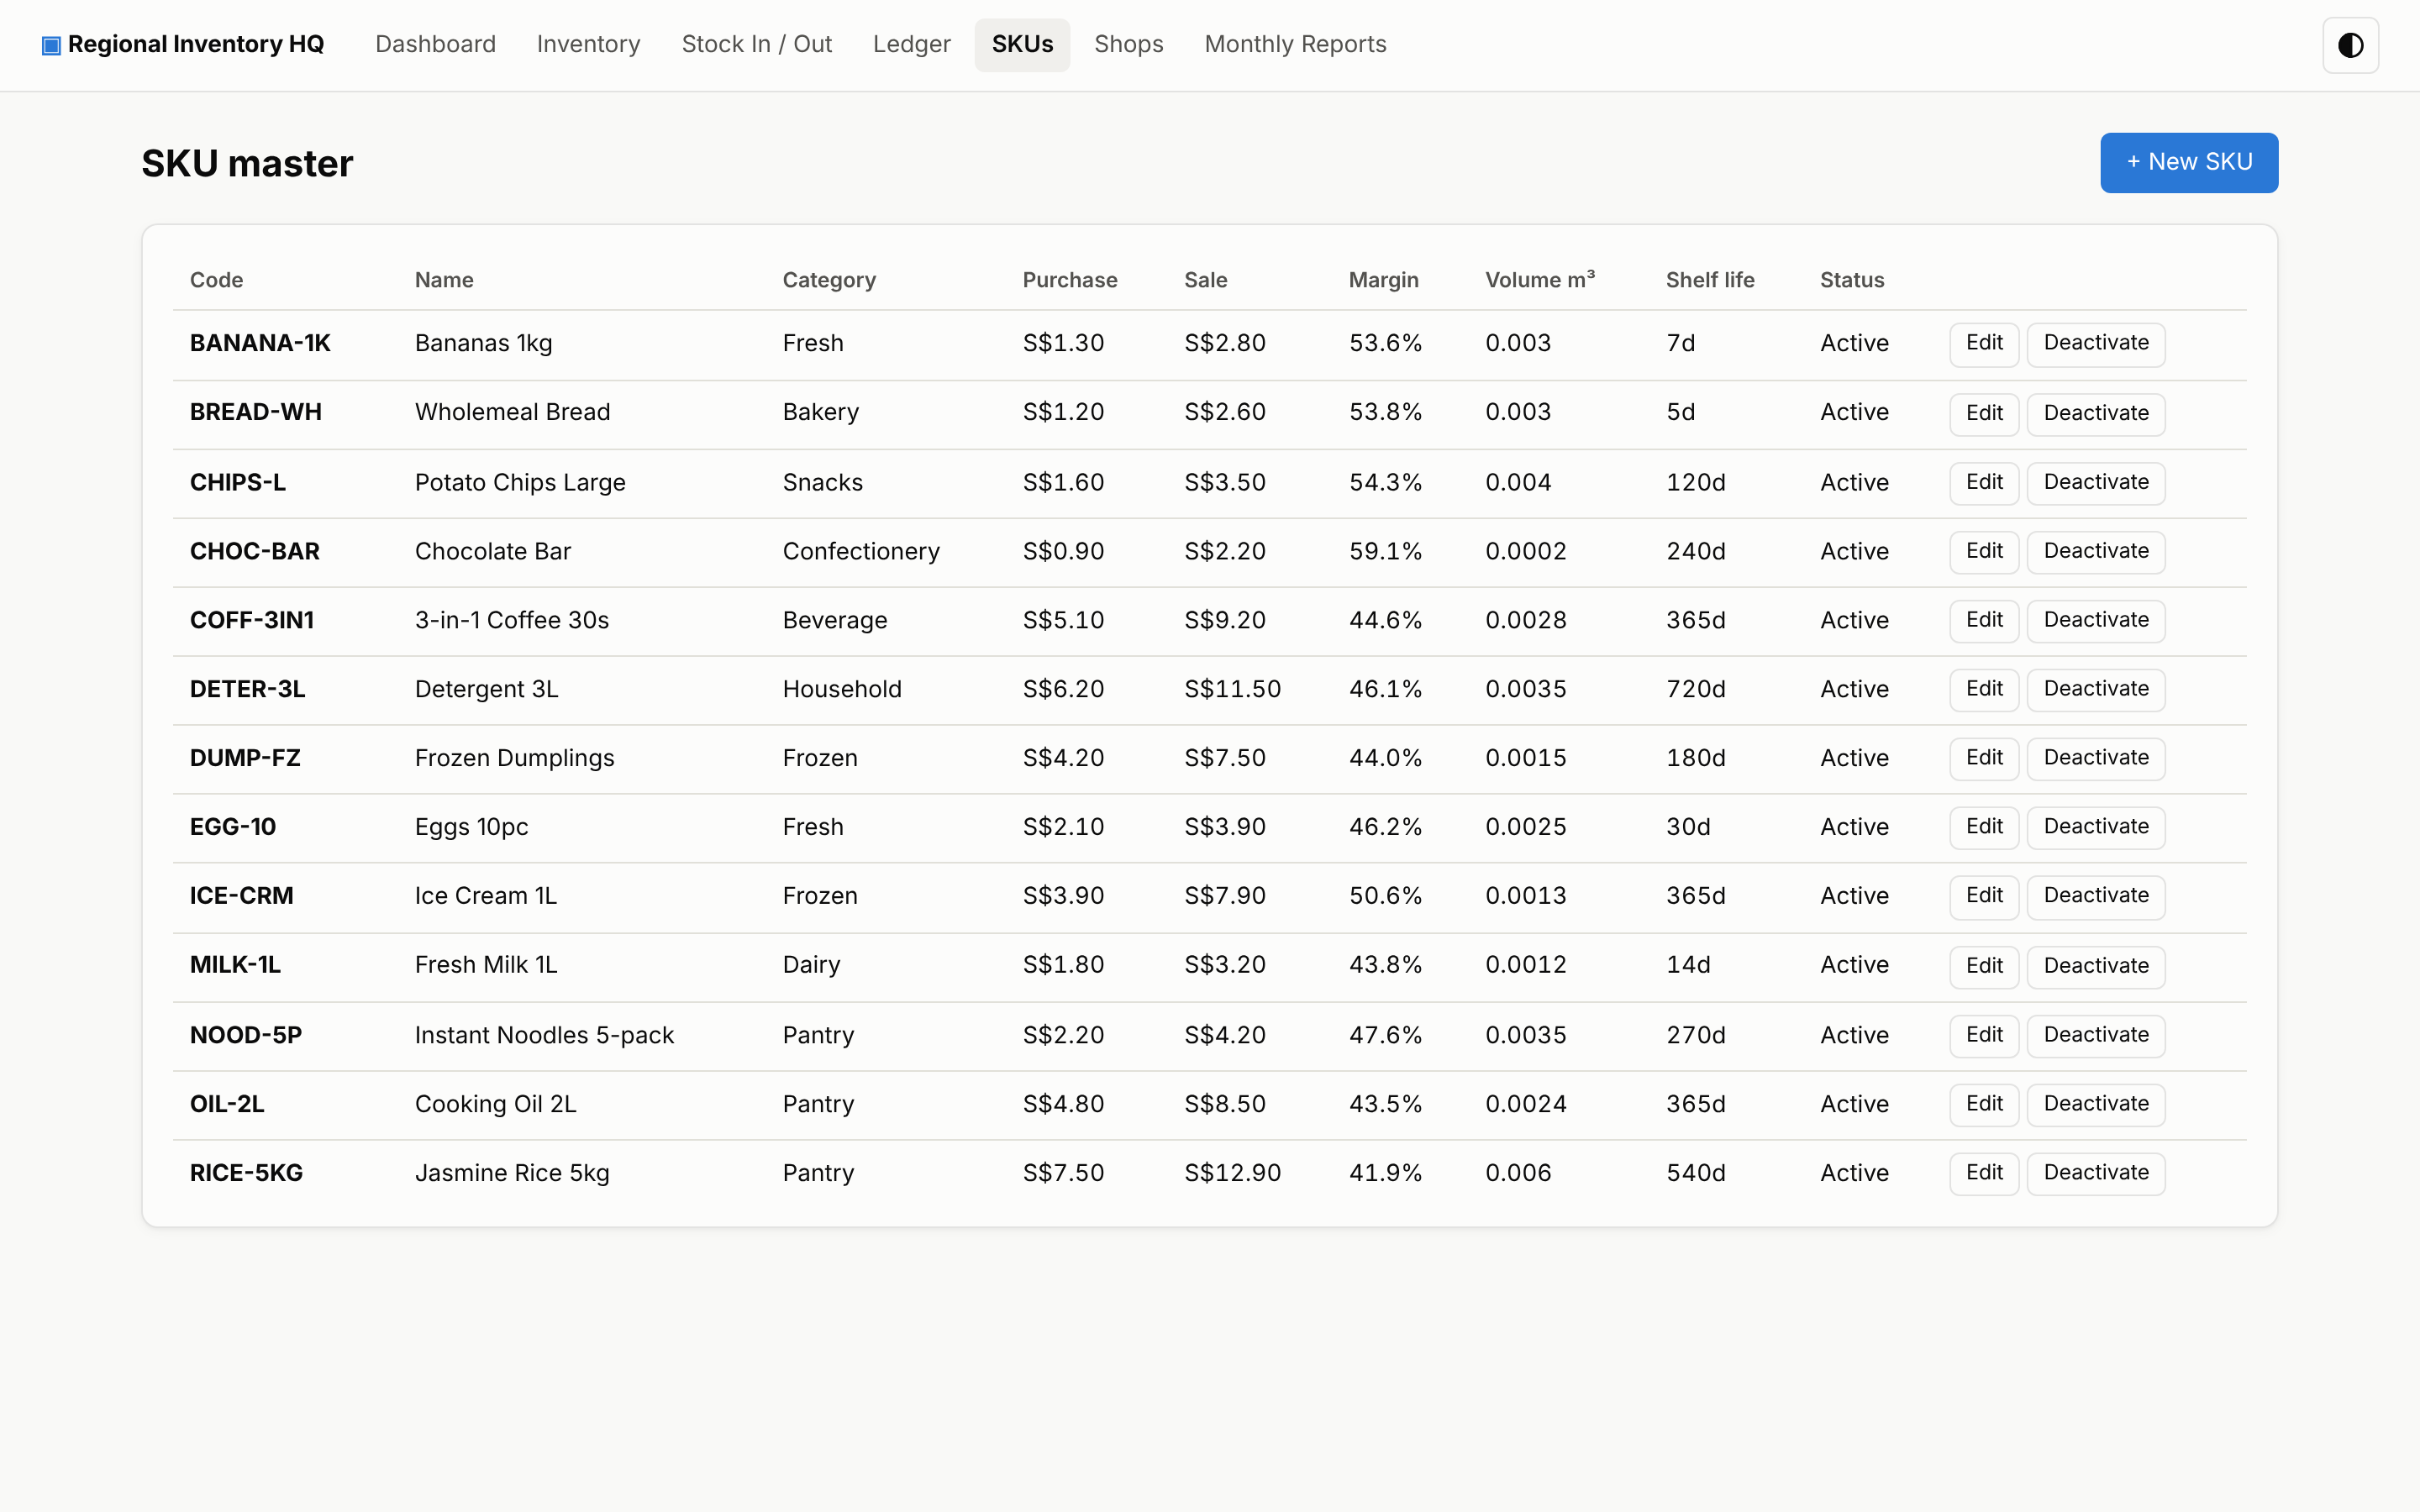 Regional Inventory HQ Dashboard Inventory Stock In / Out Ledger SKUs Shops Monthly Reports
SKU master + New SKU
Code Name Category Purchase Sale Margin Volume m³ Shelf life Status
BANANA-1K Bananas 1kg Fresh S$1.30 S$2.80 53.6% 0.003 7d Active Edit Deactivate
BREAD-WH Wholemeal Bread Bakery S$1.20 S$2.60 53.8% 0.003 5d Active Edit Deactivate
CHIPS-L Potato Chips Large Snacks S$1.60 S$3.50 54.3% 0.004 120d Active Edit Deactivate
CHOC-BAR Chocolate Bar Confectionery S$0.90 S$2.20 59.1% 0.0002 240d Active Edit Deactivate
COFF-3IN1 3-in-1 Coffee 30s Beverage S$5.10 S$9.20 44.6% 0.0028 365d Active Edit Deactivate
DETER-3L Detergent 3L Household S$6.20 S$11.50 46.1% 0.0035 720d Active Edit Deactivate
DUMP-FZ Frozen Dumplings Frozen S$4.20 S$7.50 44.0% 0.0015 180d Active Edit Deactivate
EGG-10 Eggs 10pc Fresh S$2.10 S$3.90 46.2% 0.0025 30d Active Edit Deactivate
ICE-CRM Ice Cream 1L Frozen S$3.90 S$7.90 50.6% 0.0013 365d Active Edit Deactivate
MILK-1L Fresh Milk 1L Dairy S$1.80 S$3.20 43.8% 0.0012 14d Active Edit Deactivate
NOOD-5P Instant Noodles 5-pack Pantry S$2.20 S$4.20 47.6% 0.0035 270d Active Edit Deactivate
OIL-2L Cooking Oil 2L Pantry S$4.80 S$8.50 43.5% 0.0024 365d Active Edit Deactivate
RICE-5KG Jasmine Rice 5kg Pantry S$7.50 S$12.90 41.9% 0.006 540d Active Edit Deactivate